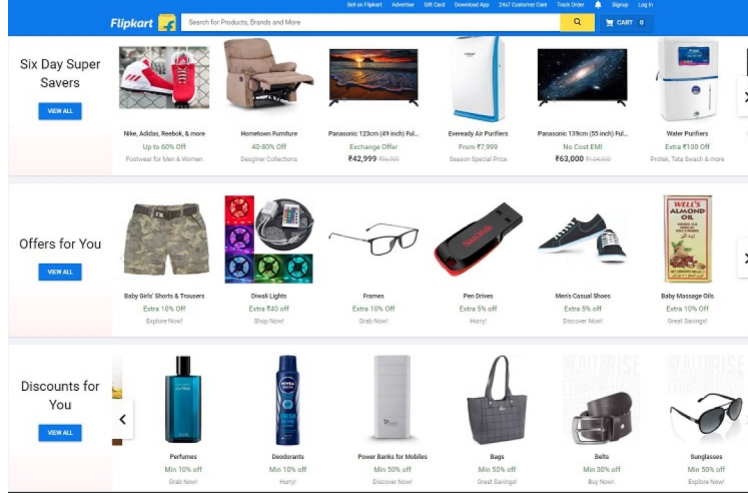 Sell on Flipkart Advertise Gift Card Download App 24x7 Customer Care Track Order Signup Log In
Flipkart Search for Products, Brands and More CART 0
Six Day Super
Savers
VIEW ALL
Nike, Adidas, Reebok, & more
Up to 60% Off
Footwear for Men & Women
Hometown Furniture
40-80% Off
Desginer Collections
Panasonic 123cm (49 inch) Ful...
Exchange Offer
₹42,999
Eveready Air Purifiers
From ₹7,999
Season Special Price
Panasonic 139cm (55 inch) Ful...
No Cost EMI
₹63,000
Water Purifiers
Extra ₹100 Off
Protek, Tata Swach & more
Offers for You
VIEW ALL
Baby Girls' Shorts & Trousers
Extra 10% Off
Explore Now!
Diwali Lights
Extra ₹40 off
Shop Now!
Frames
Extra 10% Off
Grab Now!
SanDisk
Pen Drives
Extra 5% off
Hurry!
Men's Casual Shoes
Extra 5% off
Discover Now!
WELL'S
ALMOND
OIL
Baby Massage Oils
Extra 10% Off
Great Savings!
Discounts for
You
VIEW ALL
Perfumes
Min 10% off
Grab Now!
NIVEA
Deodorants
Min 10% off
Hurry!
Power Banks for Mobiles
Min 50% off
Discover Now!
Bags
Min 50% off
Great Savings!
Belts
Min 30% off
Buy Now!
Sunglasses
Min 50% off
Explore Now!